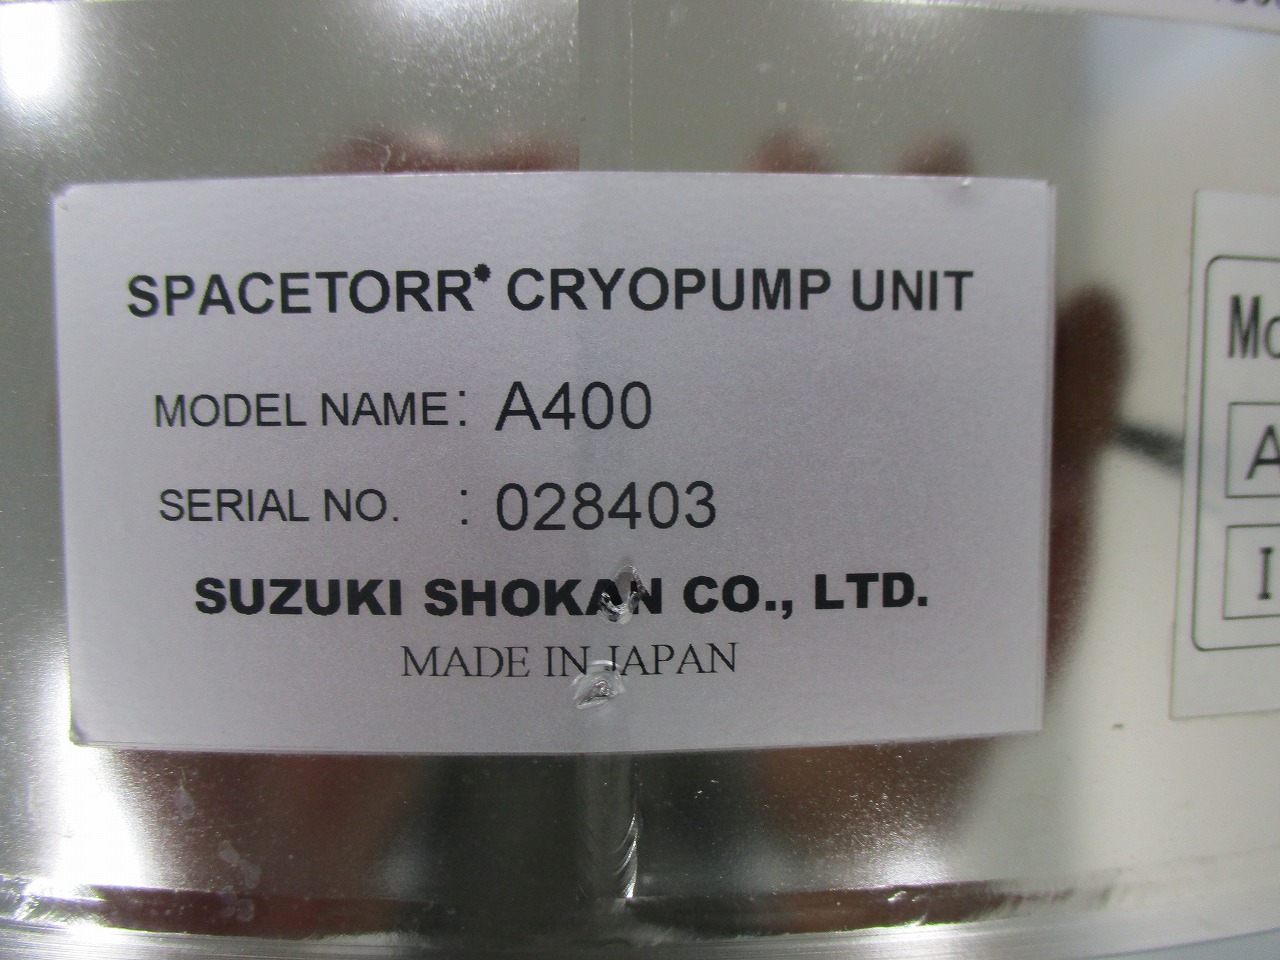 SPACETORR* CRYOPUMP UNIT
MODEL NAME: A400
SERIAL NO. : 028403
SUZUKI SHOKAN CO., LTD.
MADE IN JAPAN
A
I